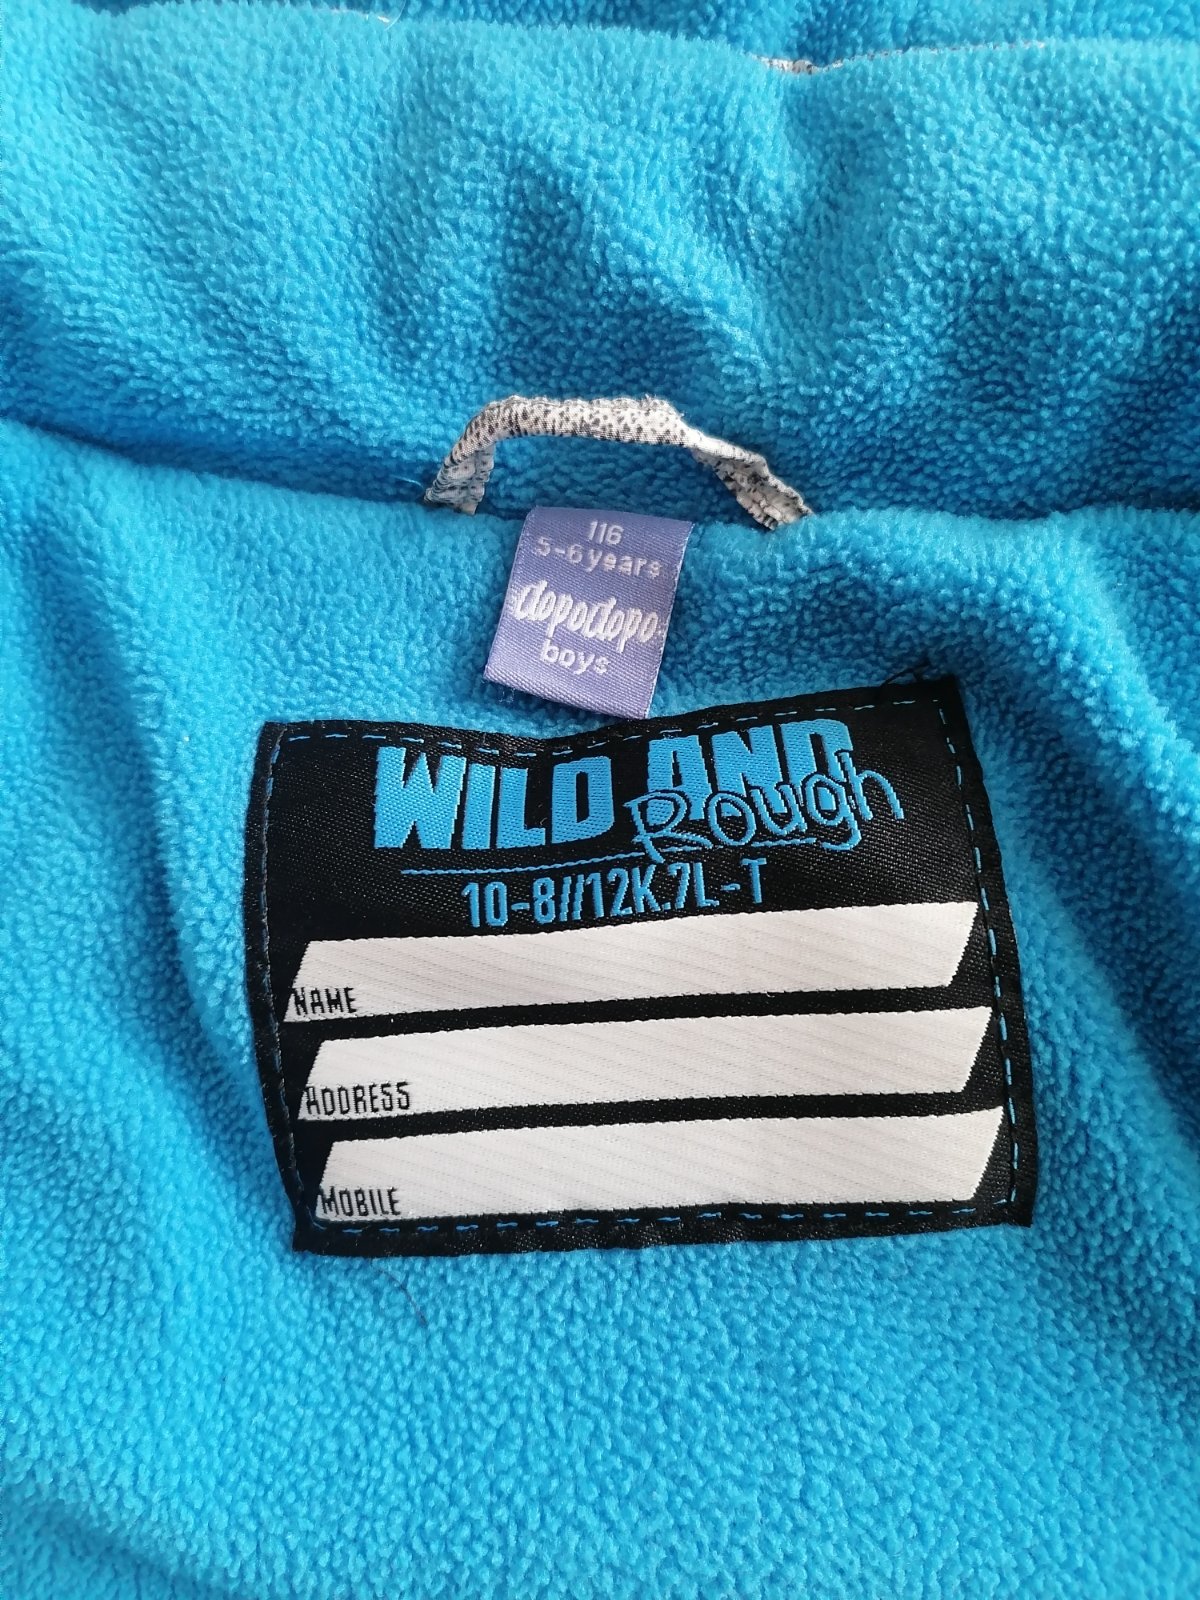 116
5-6 years
dopodopo
boys
WILD AND
Rough
10-8//12K.7L-T
NAME
ADDRESS
MOBILE